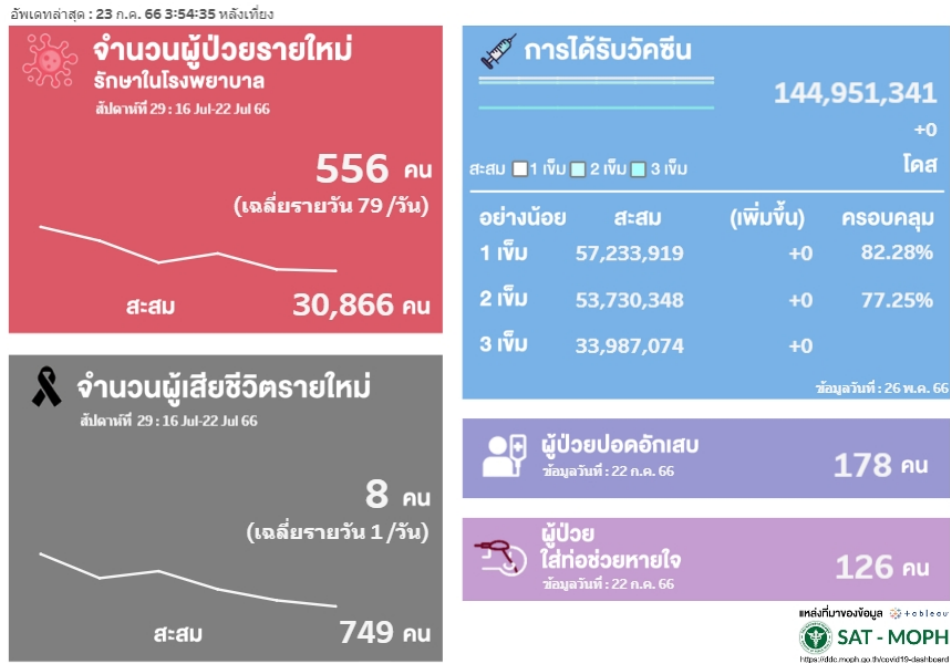 อัพเดทล่าสุด : 23 ก.ค. 66 3:54:35 หลังเที่ยง
จำนวนผู้ป่วยรายใหม่
รักษาในโรงพยาบาล
สัปดาห์ที่ 29 : 16 Jul-22 Jul 66
556 คน
(เฉลี่ยรายวัน 79 /วัน)
สะสม 30,866 คน
จำนวนผู้เสียชีวิตรายใหม่
สัปดาห์ที่ 29 : 16 Jul-22 Jul 66
8 คน
(เฉลี่ยรายวัน 1 /วัน)
สะสม 749 คน
การได้รับวัคซีน
144,951,341
+0
โดส
สะสม 1 เข็ม 2 เข็ม 3 เข็ม
อย่างน้อย สะสม (เพิ่มขึ้น) ครอบคลุม
1 เข็ม 57,233,919 +0 82.28%
2 เข็ม 53,730,348 +0 77.25%
3 เข็ม 33,987,074 +0
ข้อมูลวันที่ : 26 พ.ค. 66
ผู้ป่วยปอดอักเสบ
ข้อมูลวันที่ : 22 ก.ค. 66
178 คน
ผู้ป่วย
ใส่ท่อช่วยหายใจ
ข้อมูลวันที่ : 22 ก.ค. 66
126 คน
แหล่งที่มาของข้อมูล +ableau
SAT - MOPH
https://ddc.moph.go.th/covid19-dashboard